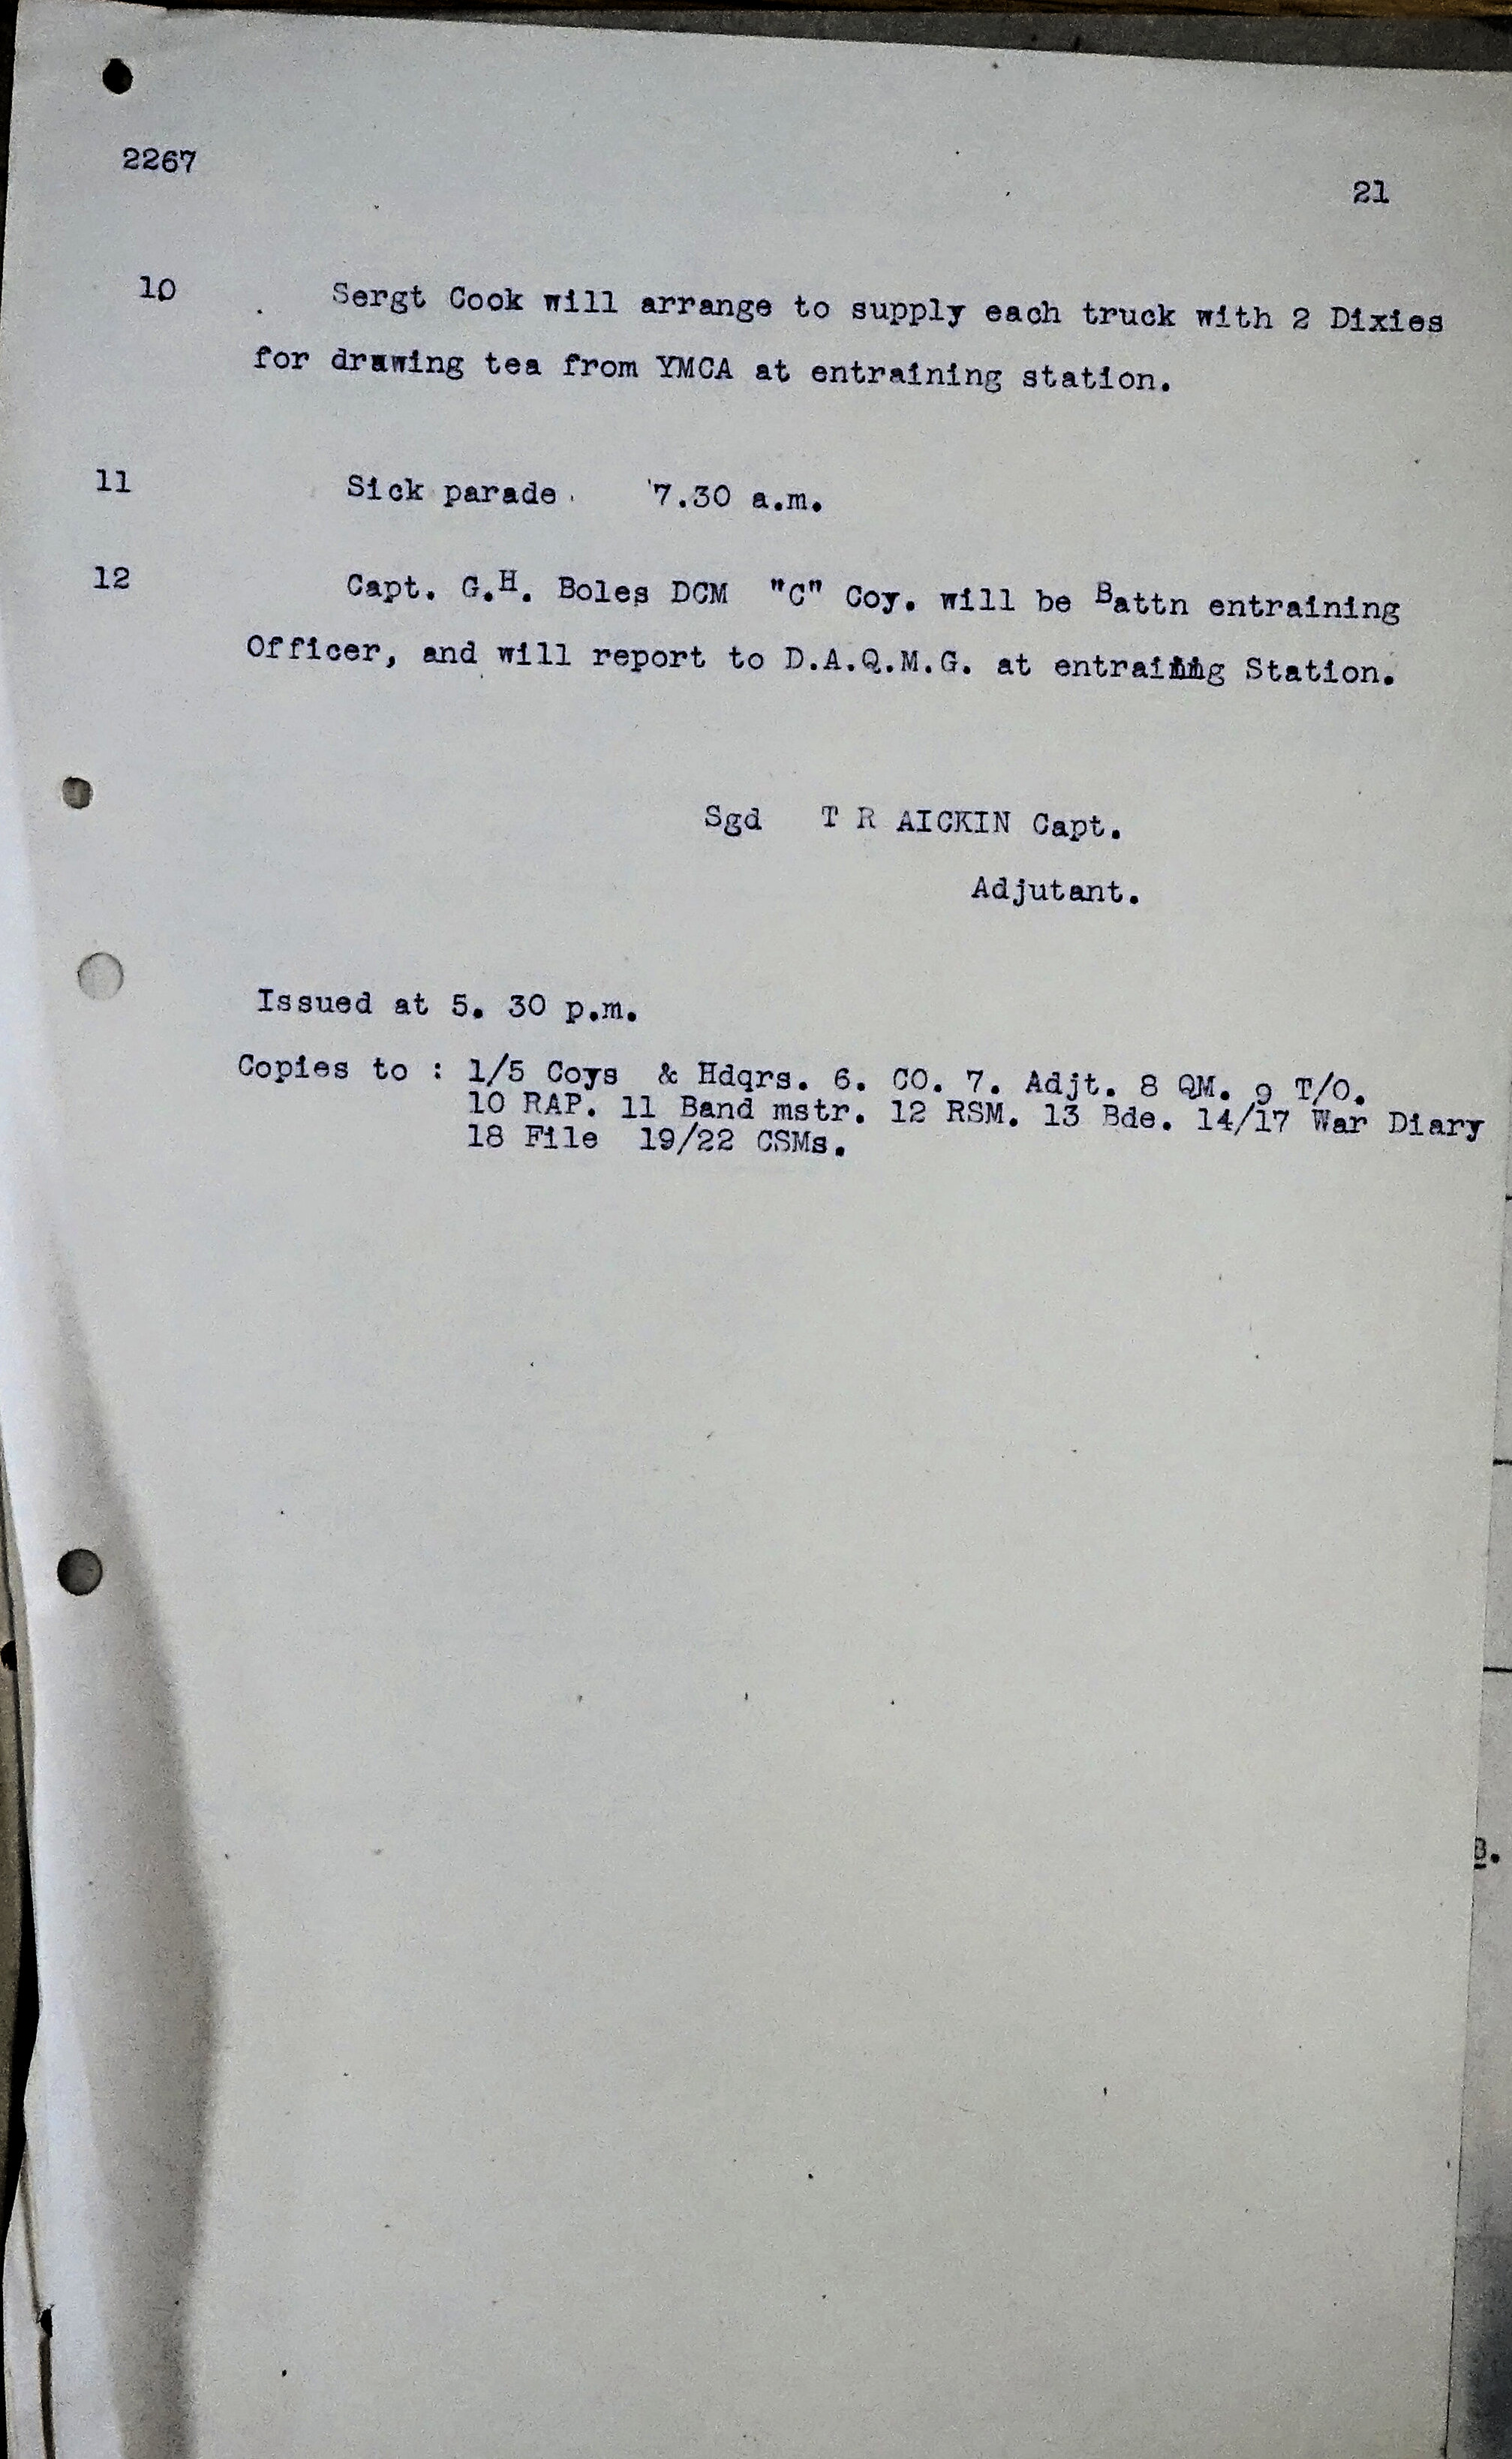 2267
21
10 Sergt Cook will arrange to supply each truck with 2 Dixies
for drawing tea from YMCA at entraining station.
11 Sick parade. 7.30 a.m.
12 Capt. G.H. Boles DCM "C" Coy. will be Battn entraining
Officer, and will report to D.A.Q.M.G. at entraining Station.
Sgd T R AICKIN Capt.
Adjutant.
Issued at 5. 30 p.m.
Copies to : 1/5 Coys & Hdqrs. 6. CO. 7. Adjt. 8 QM. 9 T/O.
10 RAP. 11 Band mstr. 12 RSM. 13 Bde. 14/17 War Diary
18 File 19/22 CSMs.
B.